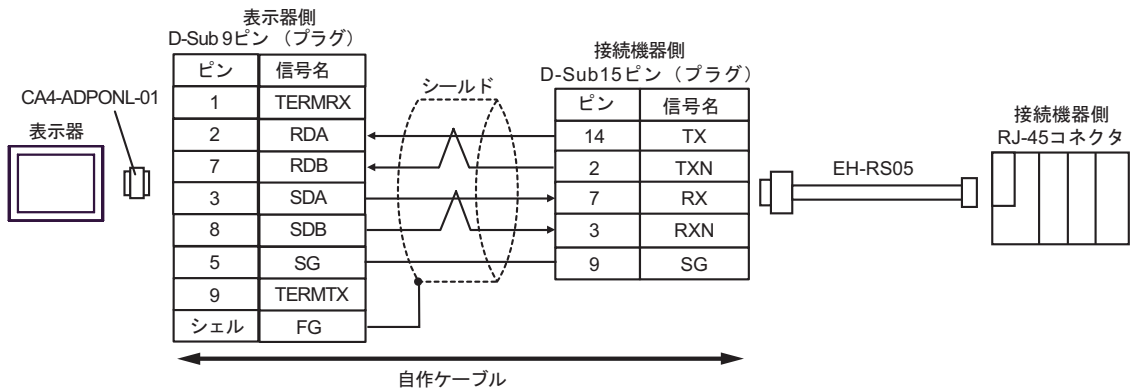 表示器側
D-Sub 9ピン （プラグ）
接続機器側
D-Sub15ピン（プラグ）
CA4-ADPONL-01
表示器
シールド
ピン 信号名
1 TERMRX
2 RDA
7 RDB
3 SDA
8 SDB
5 SG
9 TERMTX
シェル FG
ピン 信号名
14 TX
2 TXN
7 RX
3 RXN
9 SG
EH-RS05
接続機器側
RJ-45コネクタ
自作ケーブル